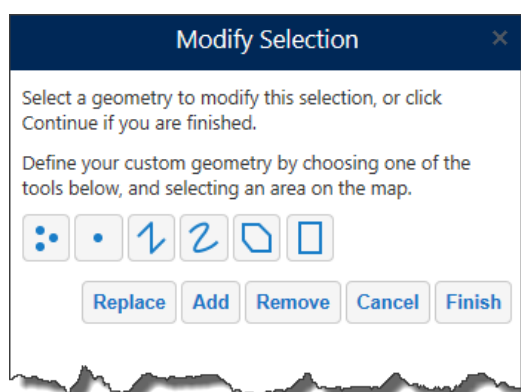 Modify Selection
Select a geometry to modify this selection, or click
Continue if you are finished.
Define your custom geometry by choosing one of the
tools below, and selecting an area on the map.
Replace Add Remove Cancel Finish